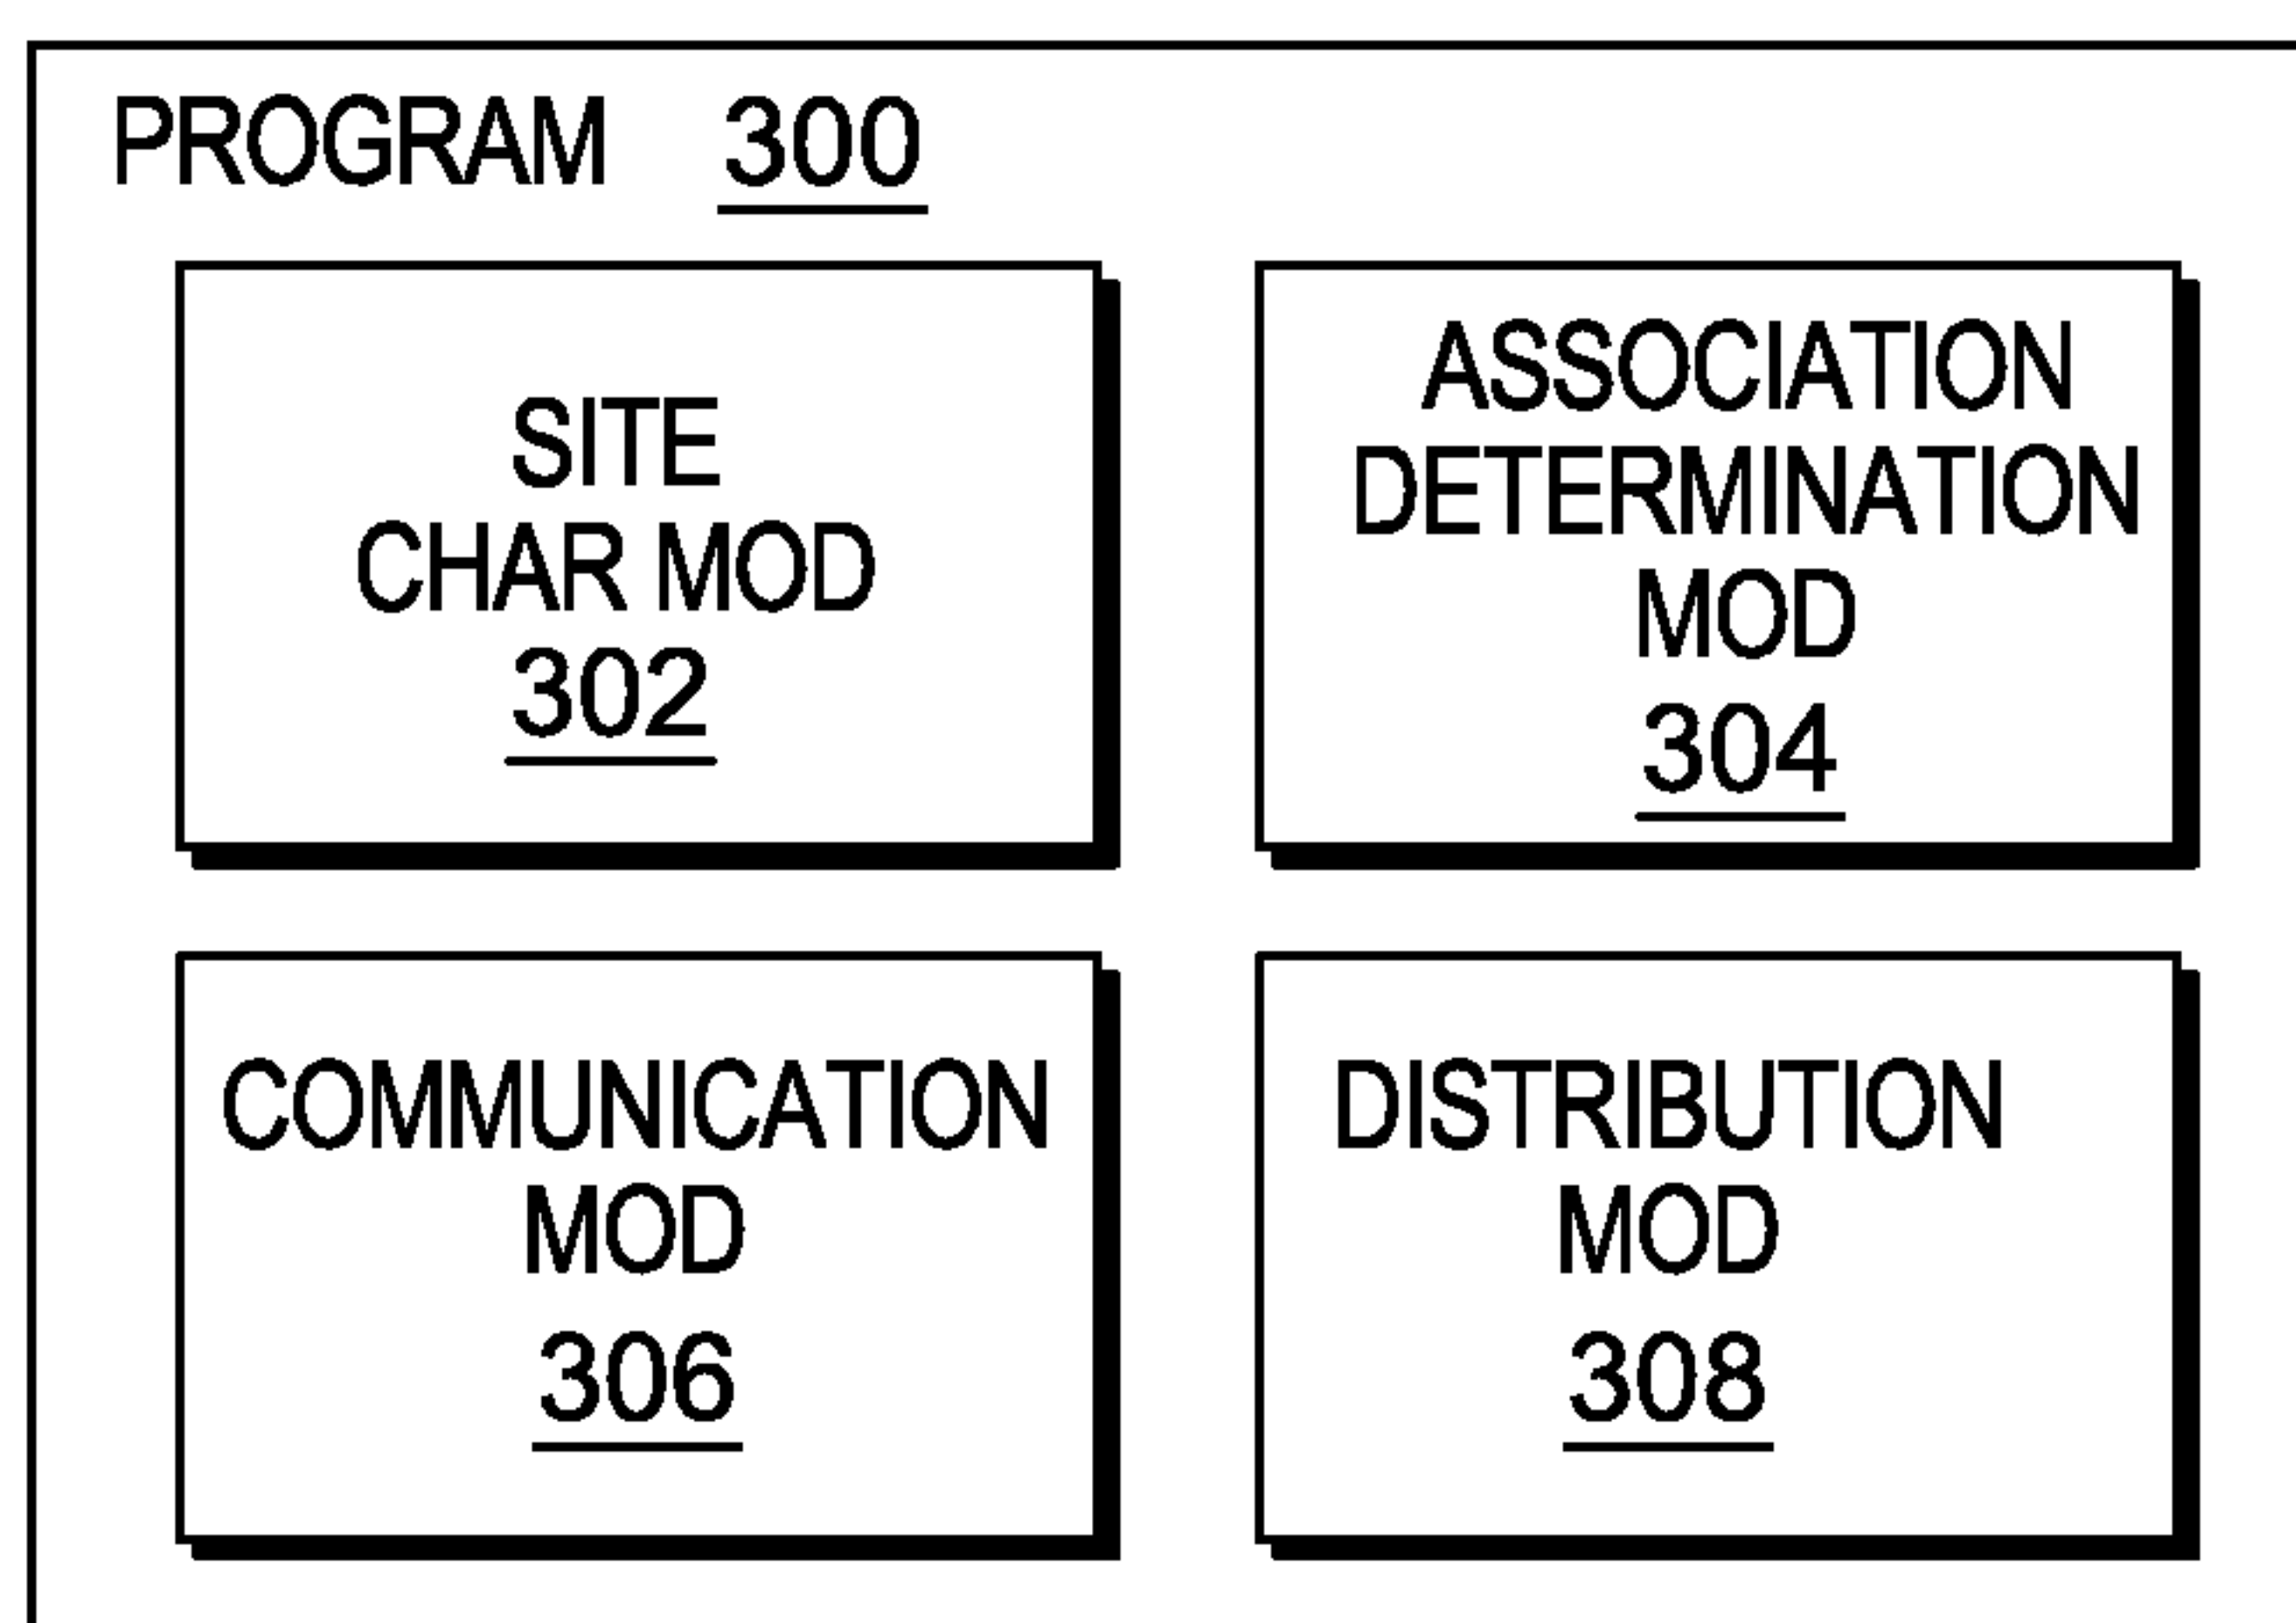 PROGRAM 300
SITE
CHAR MOD
302
ASSOCIATION
DETERMINATION
MOD
304
COMMUNICATION
MOD
306
DISTRIBUTION
MOD
308